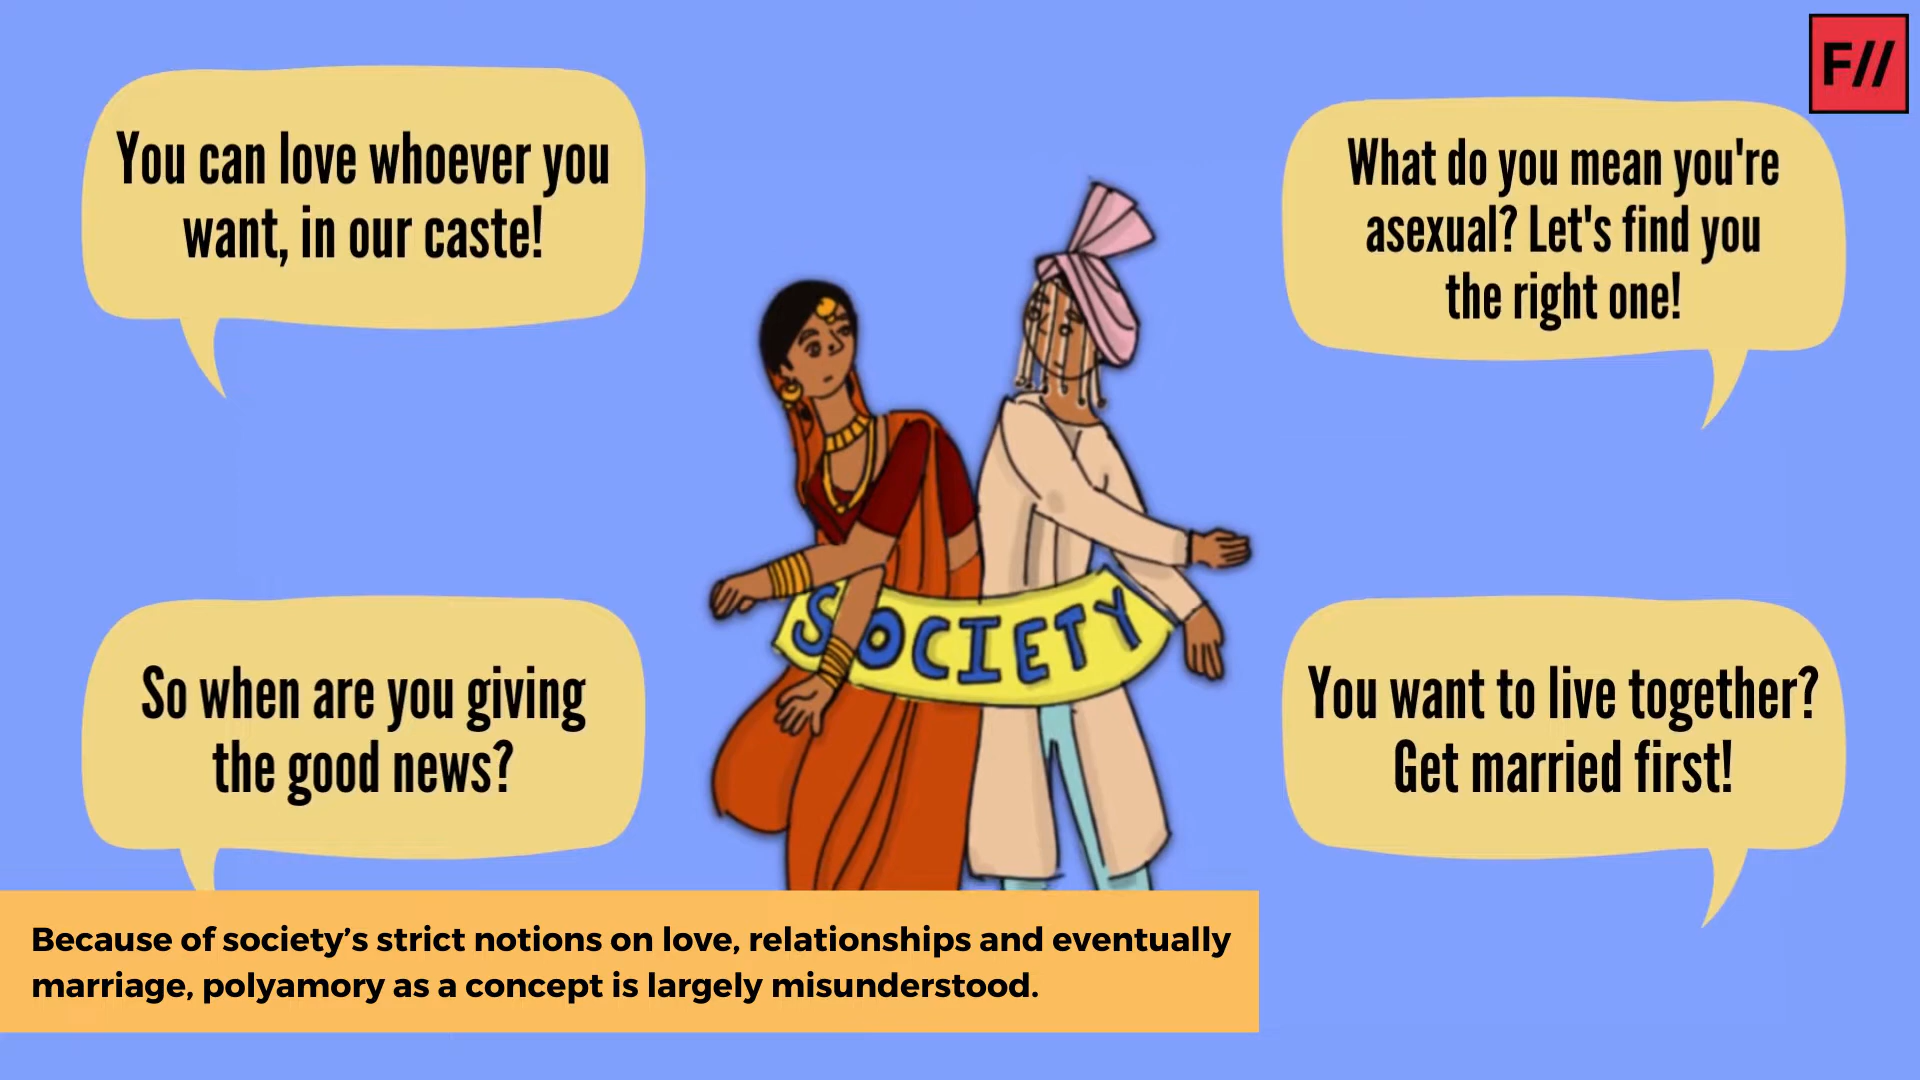 F//
You can love whoever you
want, in our caste!
What do you mean you're
asexual? Let's find you
the right one!
SOCIETY
So when are you giving
the good news?
You want to live together?
Get married first!
Because of society’s strict notions on love, relationships and eventually
marriage, polyamory as a concept is largely misunderstood.